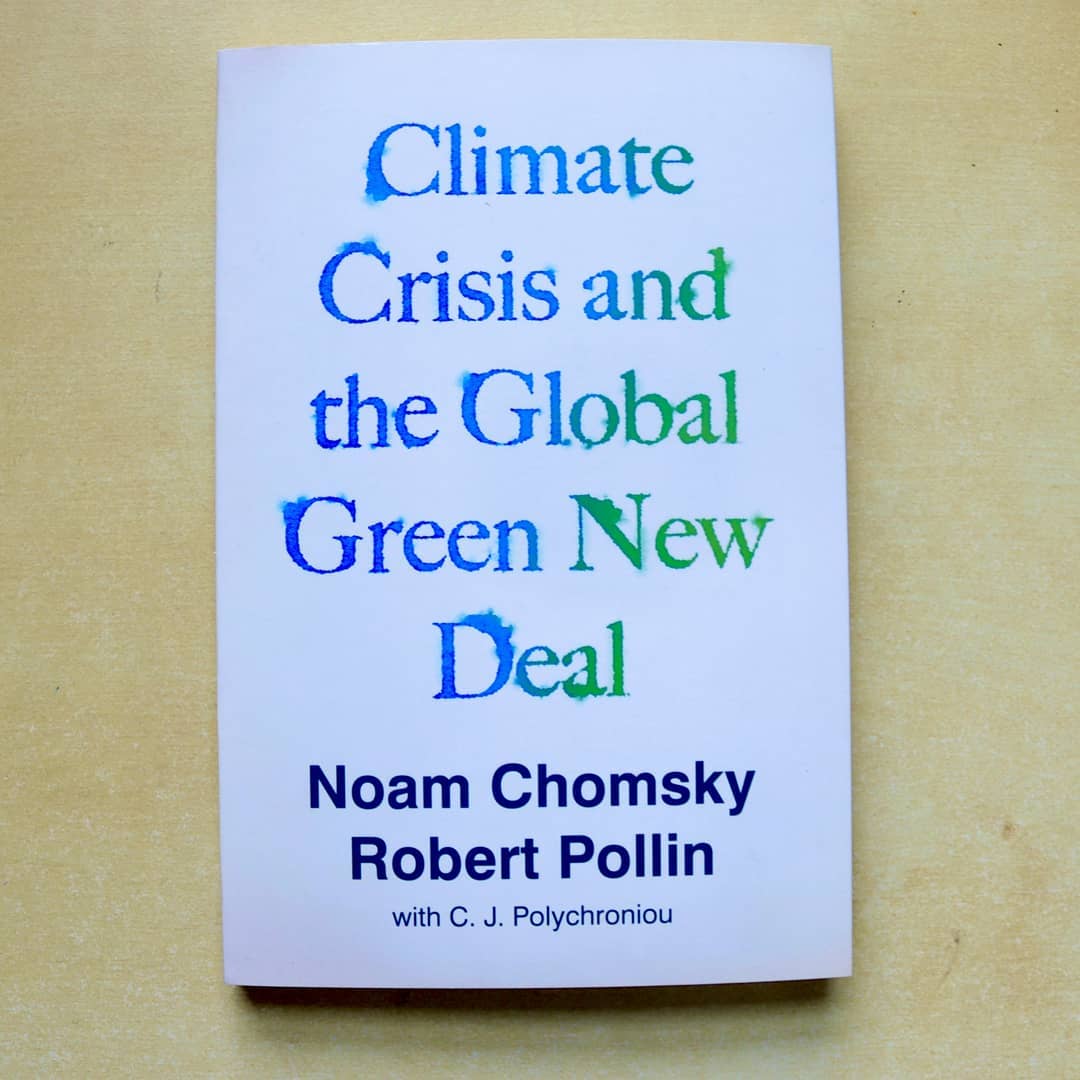 Climate
Crisis and
the Global
Green New
Deal
Noam Chomsky
Robert Pollin
with C. J. Polychroniou